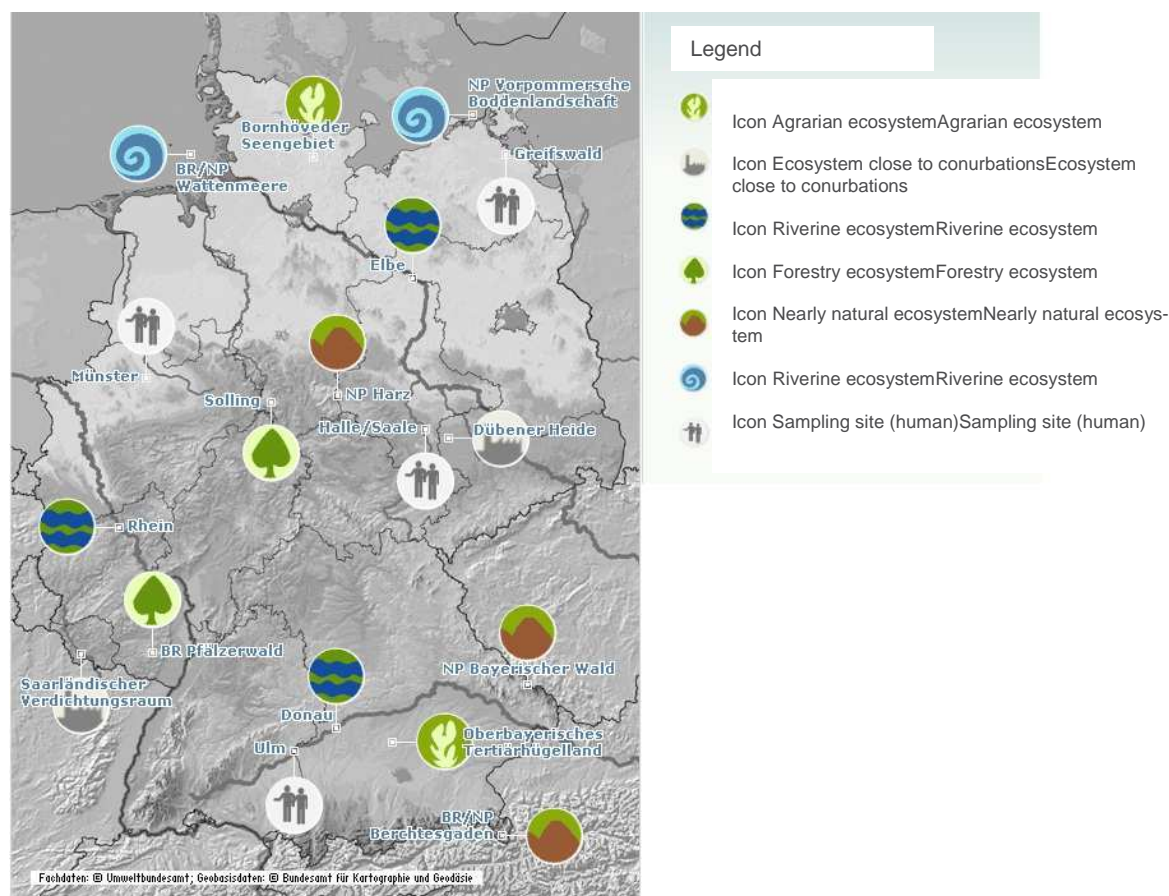 NP Vorpommersche
Boddenlandschaft
Bornhöveder
Seengebiet
Greifswald
BR/NP
Wattenmeere
Elbe
Münster
Solling
NP Harz
Halle/Saale
Dübener Heide
Rhein
BR Pfälzerwald
NP Bayerischer Wald
Saarländischer
Verdichtungsraum
Donau
Ulm
Oberbayerisches
Tertiärhügelland
BR/NP
Berchtesgaden
Fachdaten: © Umweltbundesamt; Geobasisdaten: © Bundesamt für Kartographie und Geodäsie
Legend
Icon Agrarian ecosystemAgrarian ecosystem
Icon Ecosystem close to conurbationsEcosystem
close to conurbations
Icon Riverine ecosystemRiverine ecosystem
Icon Forestry ecosystemForestry ecosystem
Icon Nearly natural ecosystemNearly natural ecosys-
tem
Icon Riverine ecosystemRiverine ecosystem
Icon Sampling site (human)Sampling site (human)